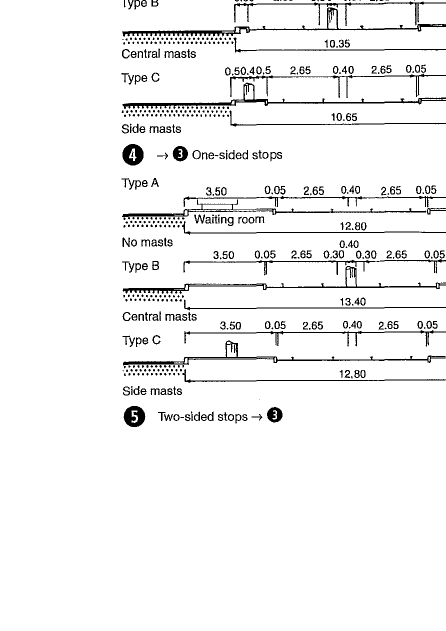 Type B
10.35
Central masts
Type C
0,50.40,5 2,65 0.40 2,65 0.05
10.65
Side masts
4 → 3 One-sided stops
Type A
3.50 0.05 2.65 0.40 2.65 0.05
Waiting room
12.80
No masts
0.40
Type B 3.50 0.05 2.65 0.30 0.30 2.65 0.05
13.40
Central masts
Type C 3.50 0.05 2.65 0.40 2.65 0.05
12,80
Side masts
5 Two-sided stops → 3